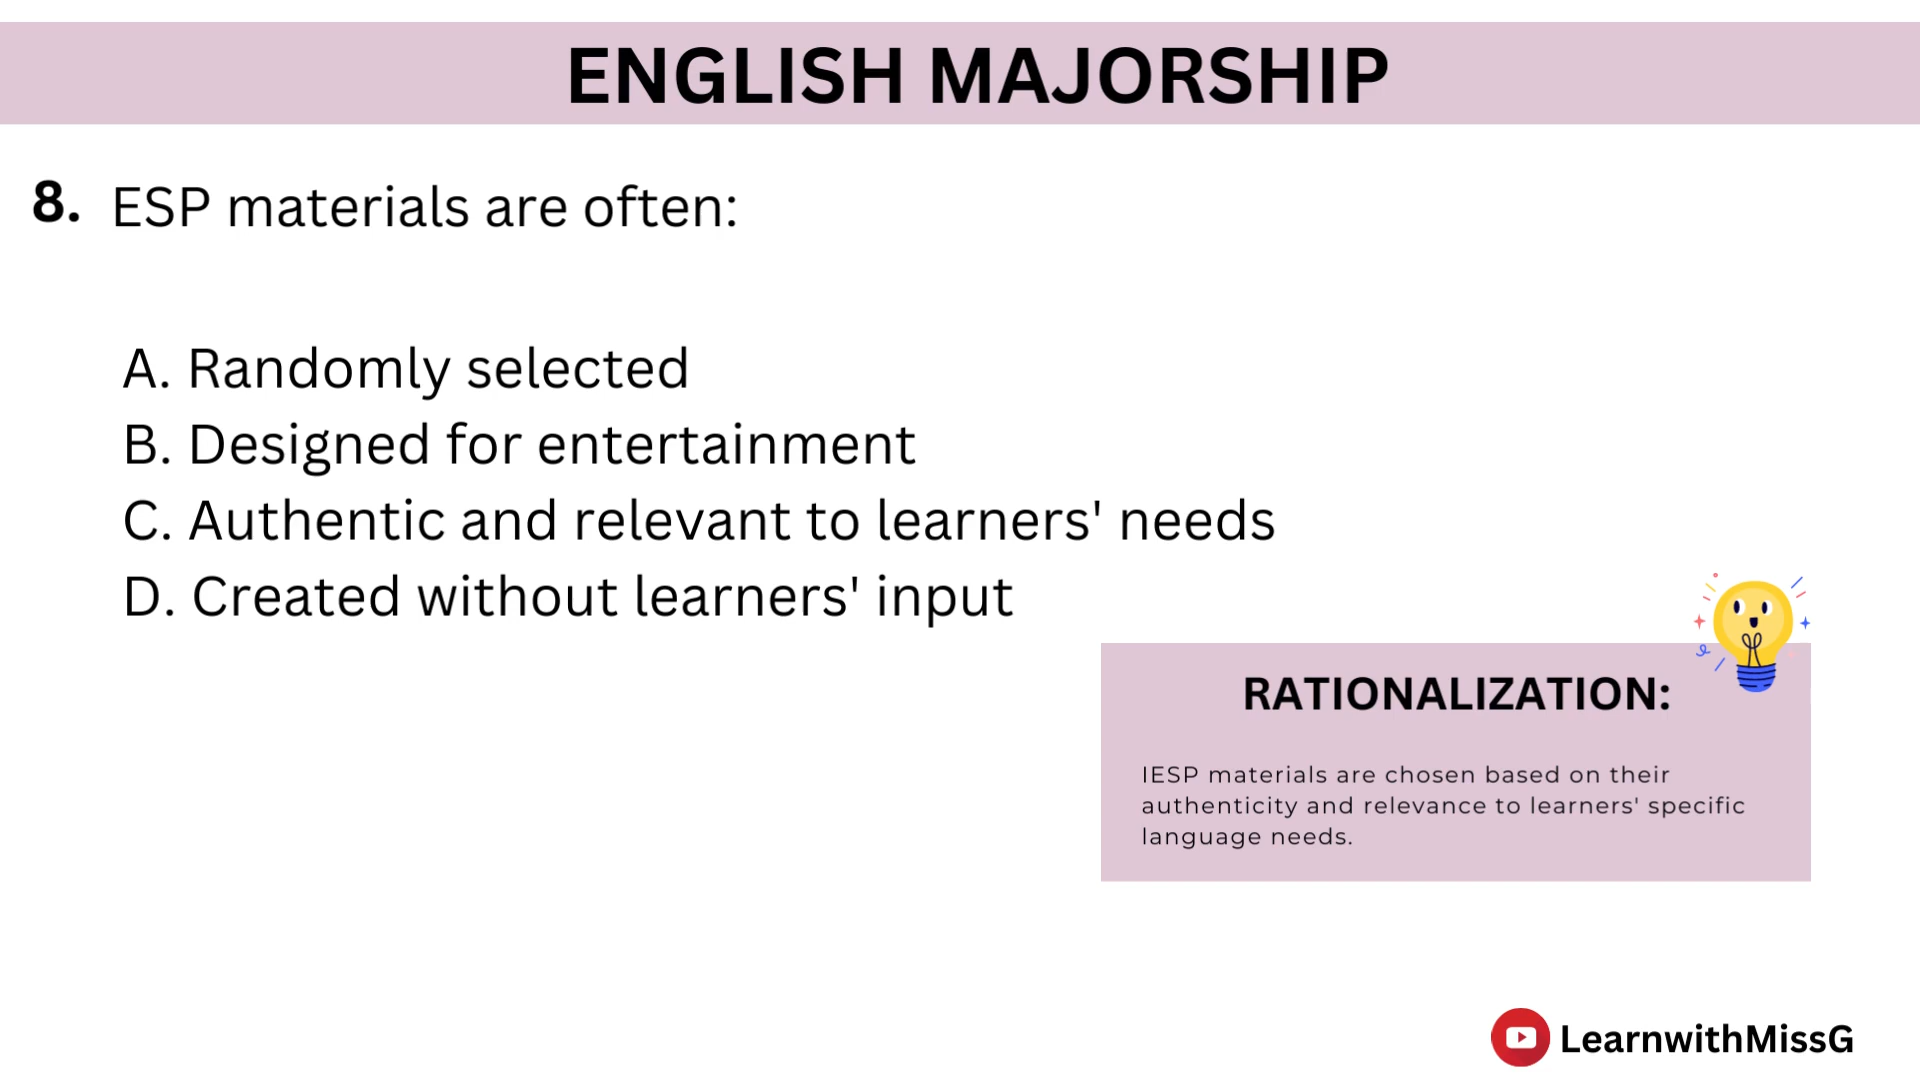 ENGLISH MAJORSHIP
8. ESP materials are often:
A. Randomly selected
B. Designed for entertainment
C. Authentic and relevant to learners' needs
D. Created without learners' input
RATIONALIZATION:
IESP materials are chosen based on their
authenticity and relevance to learners' specific
language needs.
LearnwithMissG